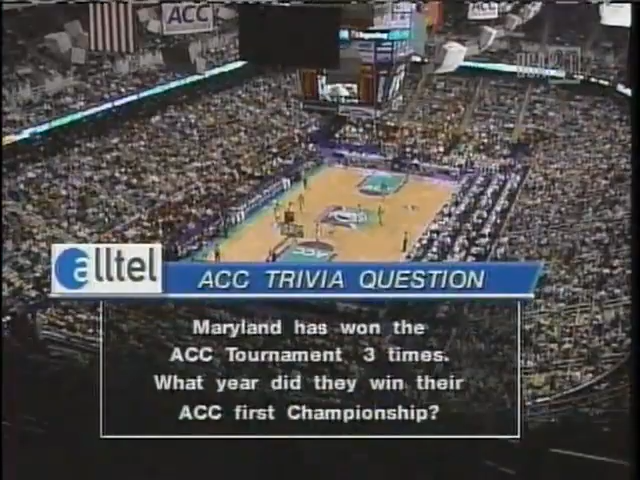 ACC
alltel
ACC TRIVIA QUESTION
Maryland has won the
ACC Tournament 3 times.
What year did they win their
ACC first Championship?